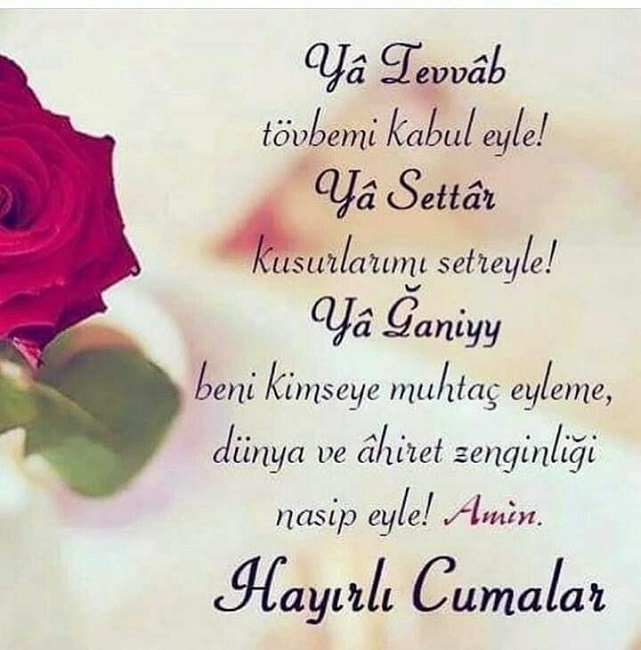 Yâ Tevvâb
tövbemi kabul eyle!
Yâ Settâr
kusurlarımı setreyle!
Yâ Ğaniyy
beni kimseye muhtaç eyleme,
dünya ve âhiret zenginliği
nasip eyle! Amin.
Hayırlı Cumalar